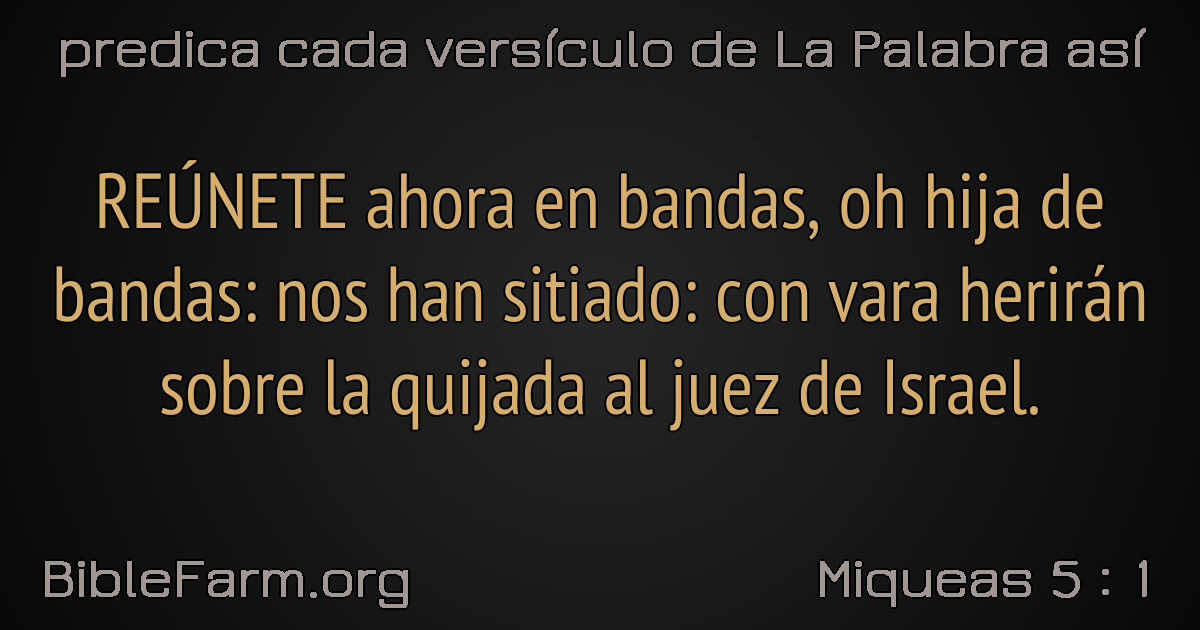 predica cada versículo de La Palabra así
REÚNETE ahora en bandas, oh hija de
bandas: nos han sitiado: con vara herirán
sobre la quijada al juez de Israel.
BibleFarm.org
Miqueas 5 : 1